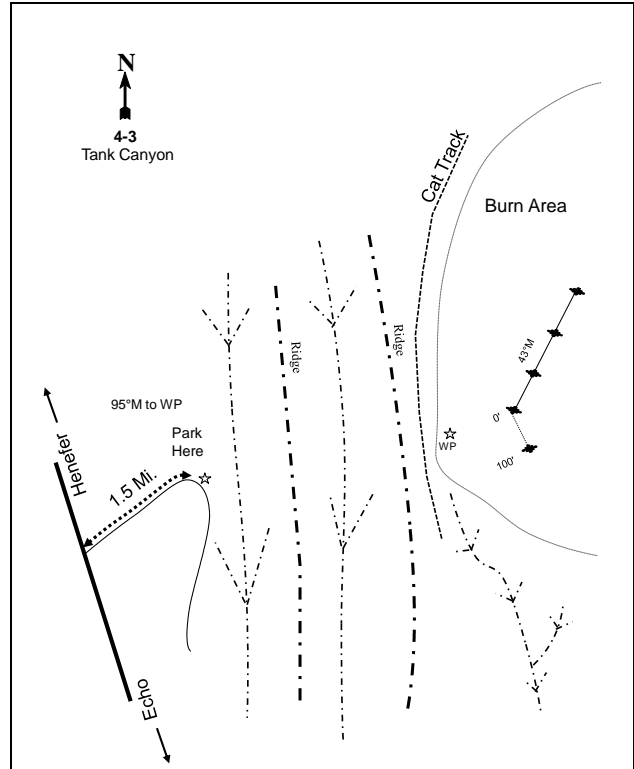 N
4-3
Tank Canyon
Cat Track
Burn Area
Ridge
Ridge
43°M
95°M to WP
Park
Here
0'
WP
100'
Henefer
1.5 Mi.
Echo